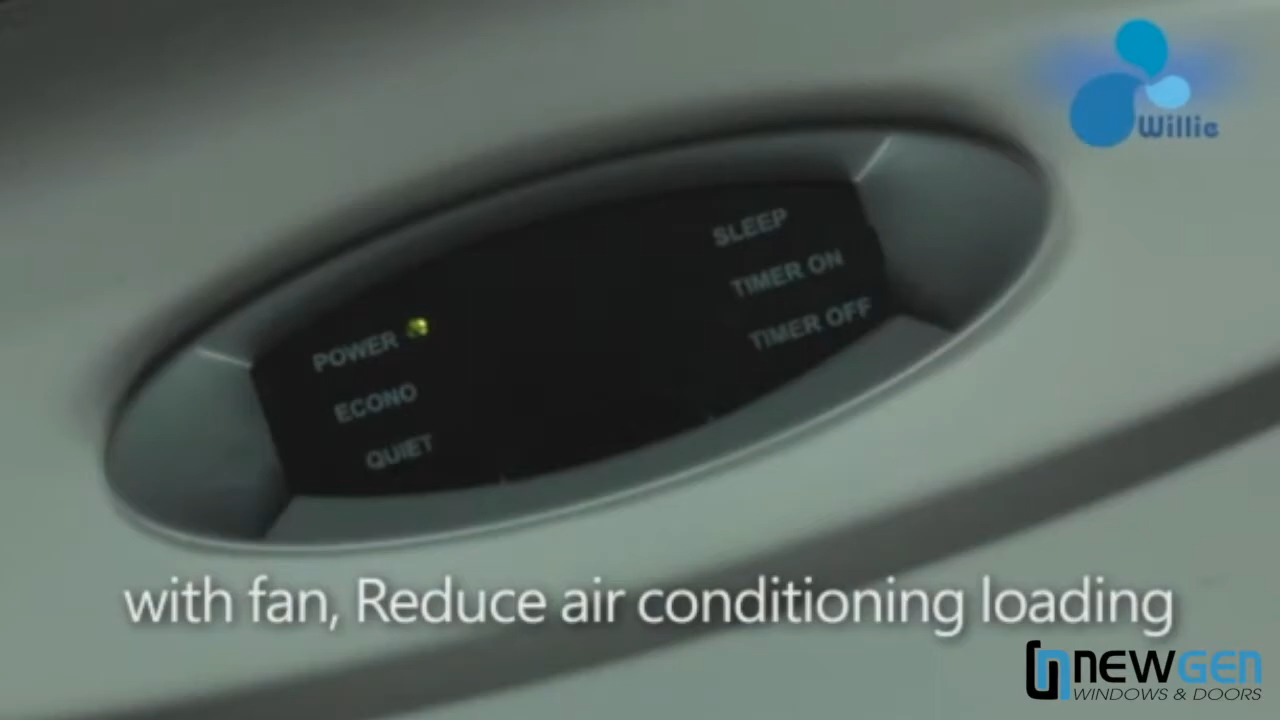 Willie
SLEEP
TIMER ON
TIMER OFF
POWER
ECONO
QUIET
with fan, Reduce air conditioning loading
NEWGEN
WINDOWS & DOORS